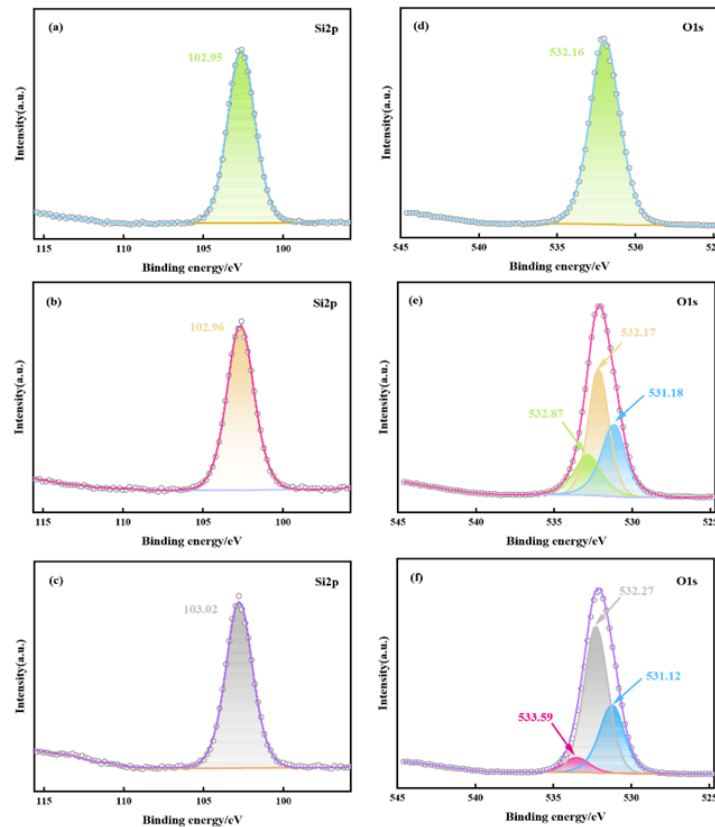 (a)
Si2p
102.95
Intensity(a.u.)
115 110 105 100
Binding energy/eV
(d)
O1s
532.16
Intensity(a.u.)
545 540 535 530 525
Binding energy/eV
(b)
Si2p
102.96
Intensity(a.u.)
115 110 105 100
Binding energy/eV
(e)
O1s
532.17
531.18
532.87
Intensity(a.u.)
545 540 535 530 525
Binding energy/eV
(c)
Si2p
103.02
Intensity(a.u.)
115 110 105 100
Binding energy/eV
(f)
O1s
532.27
531.12
533.59
Intensity(a.u.)
545 540 535 530 525
Binding energy/eV